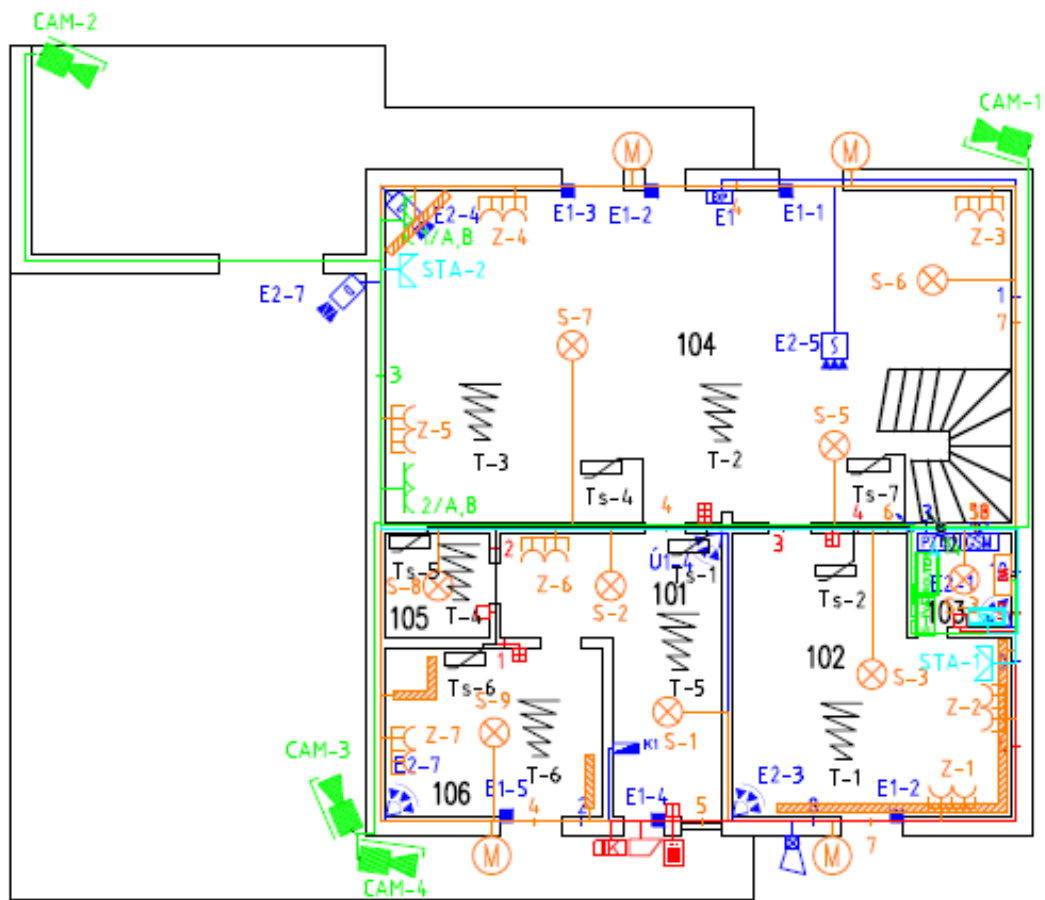 CAM-2
CAM-1
M
M
E1-3
E1-2
E1
E1-1
E2-4
1/A,B
Z-4
Z-3
STA-2
E2-7
S-6
1
7
S-7
104
E2-5
S
3
Z-5
S-5
T-3
T-2
Ts-4
Ts-7
2/A,B
4
4
6
3
58
2
3
Ú1-4
Ts-1
Ts-5
Z-6
S-2
101
Ts-2
E2-1
S-8
T-4
105
103
1
102
STA-1
Ts-6
T-5
S-3
S-9
Z-2
CAM-3
Z-7
S-1
K1
E2-7
T-6
T-1
106
E1-5
E1-4
E2-3
E1-2
Z-1
4
2
5
7
K
M
M
CAM-4